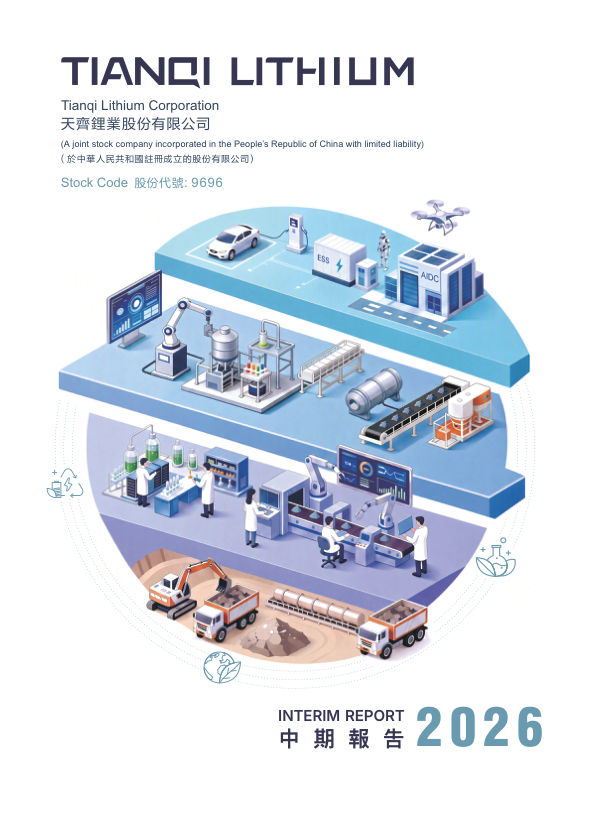 TIANQI LITHIUM
Tianqi Lithium Corporation
天齊鋰業股份有限公司
(A joint stock company incorporated in the People's Republic of China with limited liability)
(於中華人民共和國註冊成立的股份有限公司)
Stock Code 股份代號: 9696
ESS
AIDC
INTERIM REPORT
中期報告
2026